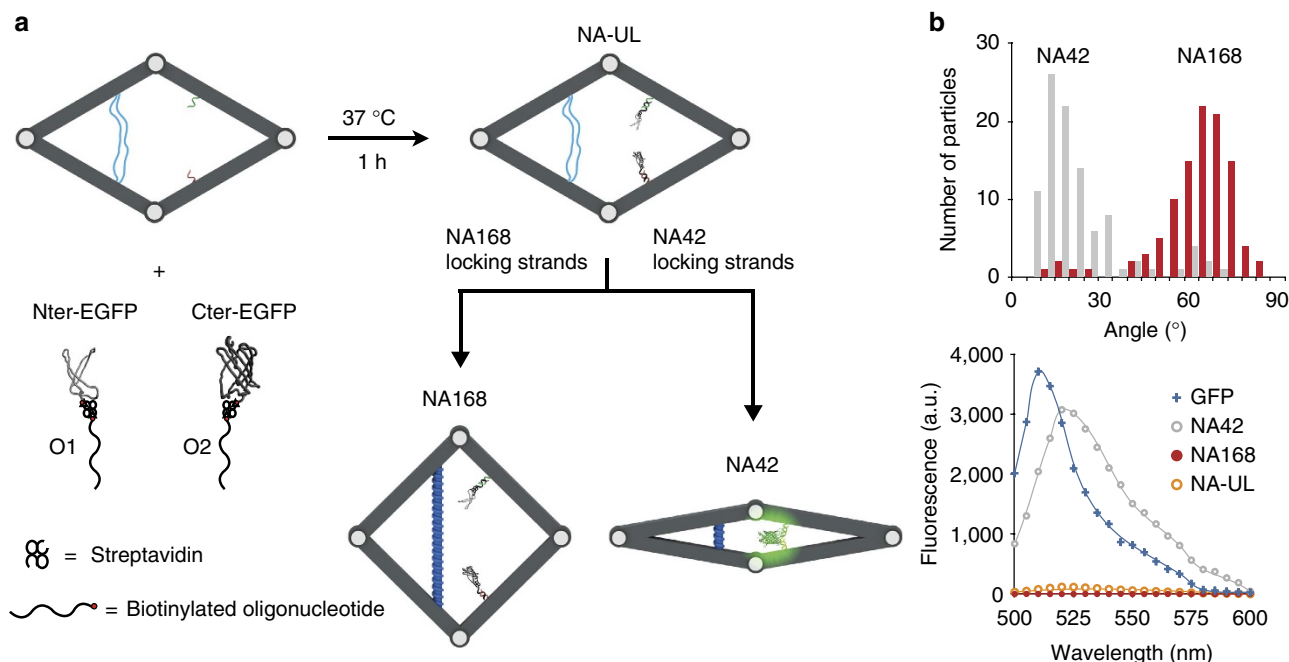 a
NA-UL
37 °C
1 h
NA168
locking strands
NA42
locking strands
+
Nter-EGFP
Cter-EGFP
O1
O2
NA168
NA42
= Streptavidin
= Biotinylated oligonucleotide
b
30
20
10
0
Number of particles
NA42
NA168
0
30
60
90
Angle (°)
4,000
3,000
2,000
1,000
0
Fluorescence (a.u.)
GFP
NA42
NA168
NA-UL
500
525
550
575
600
Wavelength (nm)